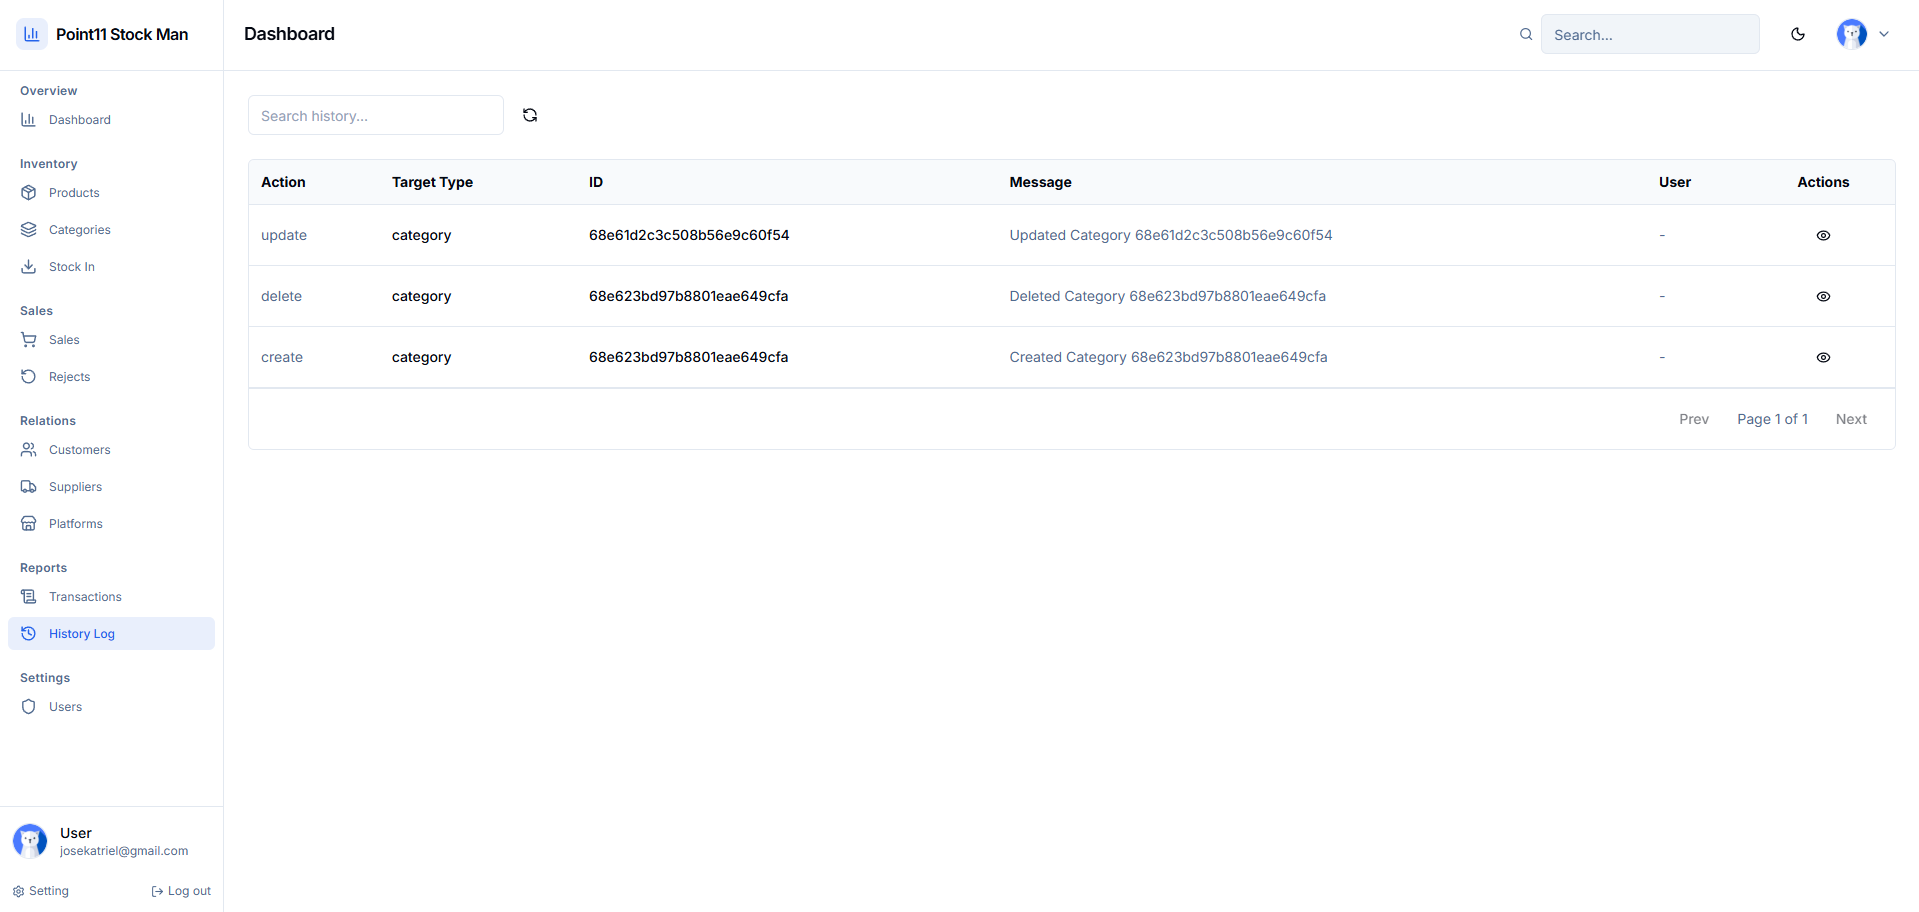 Point11 Stock Man
Dashboard
Search...
Overview
Dashboard
Inventory
Products
Categories
Stock In
Sales
Sales
Rejects
Relations
Customers
Suppliers
Platforms
Reports
Transactions
History Log
Settings
Users
User
josekatriel@gmail.com
Setting Log out
Search history...
Action Target Type ID Message User Actions
update category 68e61d2c3c508b56e9c60f54 Updated Category 68e61d2c3c508b56e9c60f54 -
delete category 68e623bd97b8801eae649cfa Deleted Category 68e623bd97b8801eae649cfa -
create category 68e623bd97b8801eae649cfa Created Category 68e623bd97b8801eae649cfa -
Prev Page 1 of 1 Next